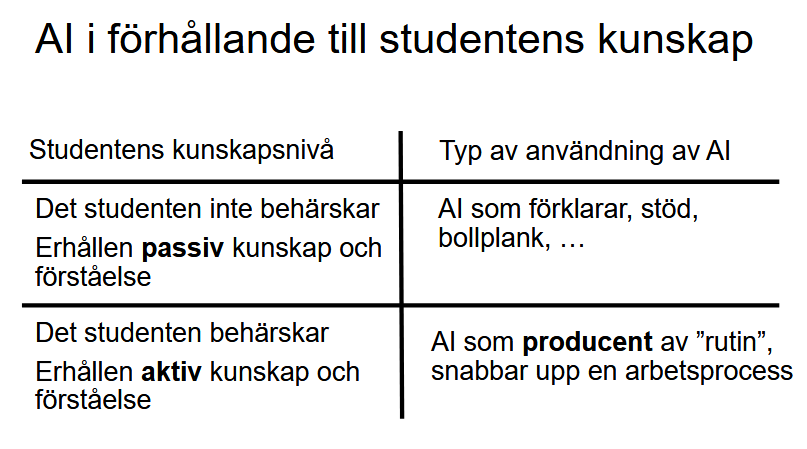 AI i förhållande till studentens kunskap
Studentens kunskapsnivå
Typ av användning av AI
Det studenten inte behärskar
Erhållen passiv kunskap och
förståelse
AI som förklarar, stöd,
bollplank, …
Det studenten behärskar
Erhållen aktiv kunskap och
förståelse
AI som producent av ”rutin”,
snabbar upp en arbetsprocess